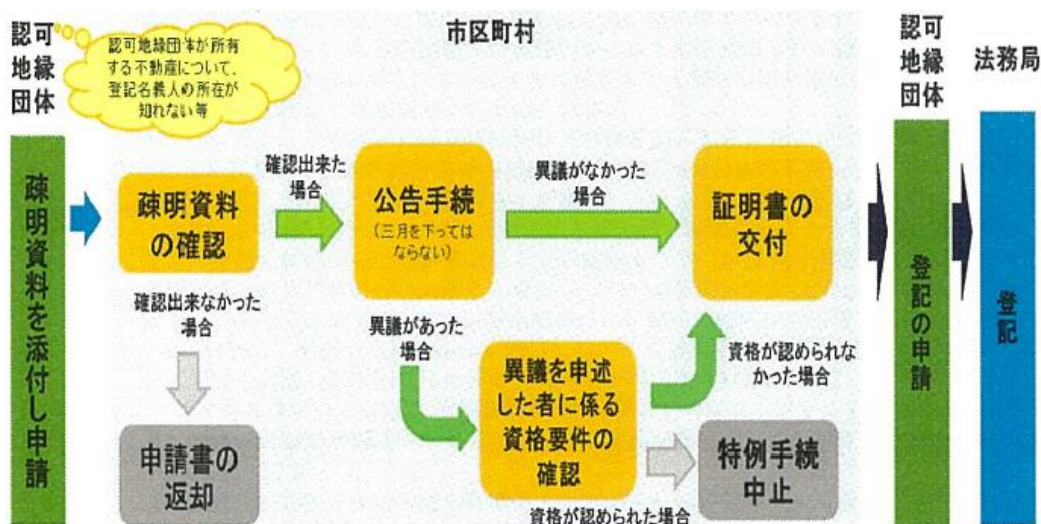 市区町村
認可
地縁
団体
認可地縁団体が所有
する不動産について、
登記名義人の所在が
知れない等
認可
地縁
団体
法務局
疎明資料を添付し申請
疎明資料
の確認
確認出来た
場合
公告手続
(三月を下っては
ならない)
異議がなかった
場合
証明書の
交付
登記の申請
登記
確認出来なかった
場合
申請書の
返却
異議があった
場合
異議を申述
した者に係る
資格要件の
確認
資格が認められな
かった場合
特例手続
中止
資格が認められた場合